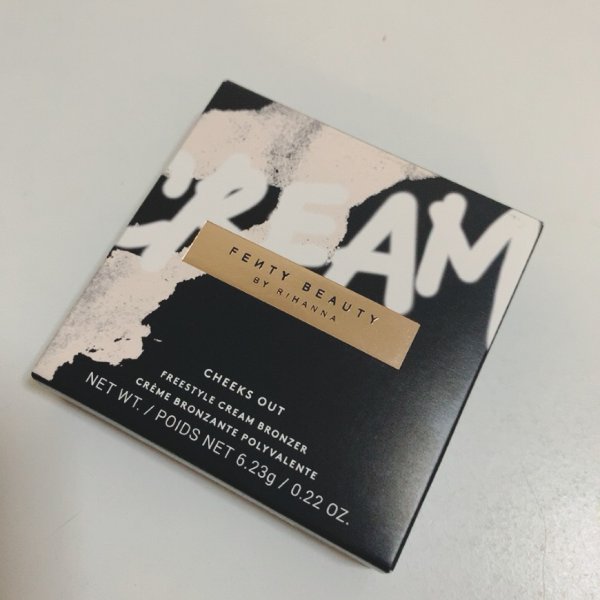 CREAM
FEИTY BEAUTY
BY RIHANNA
CHEEKS OUT
FREESTYLE CREAM BRONZER
CRÈME BRONZANTE POLYVALENTE
NET WT. / POIDS NET 6.23g / 0.22 OZ.